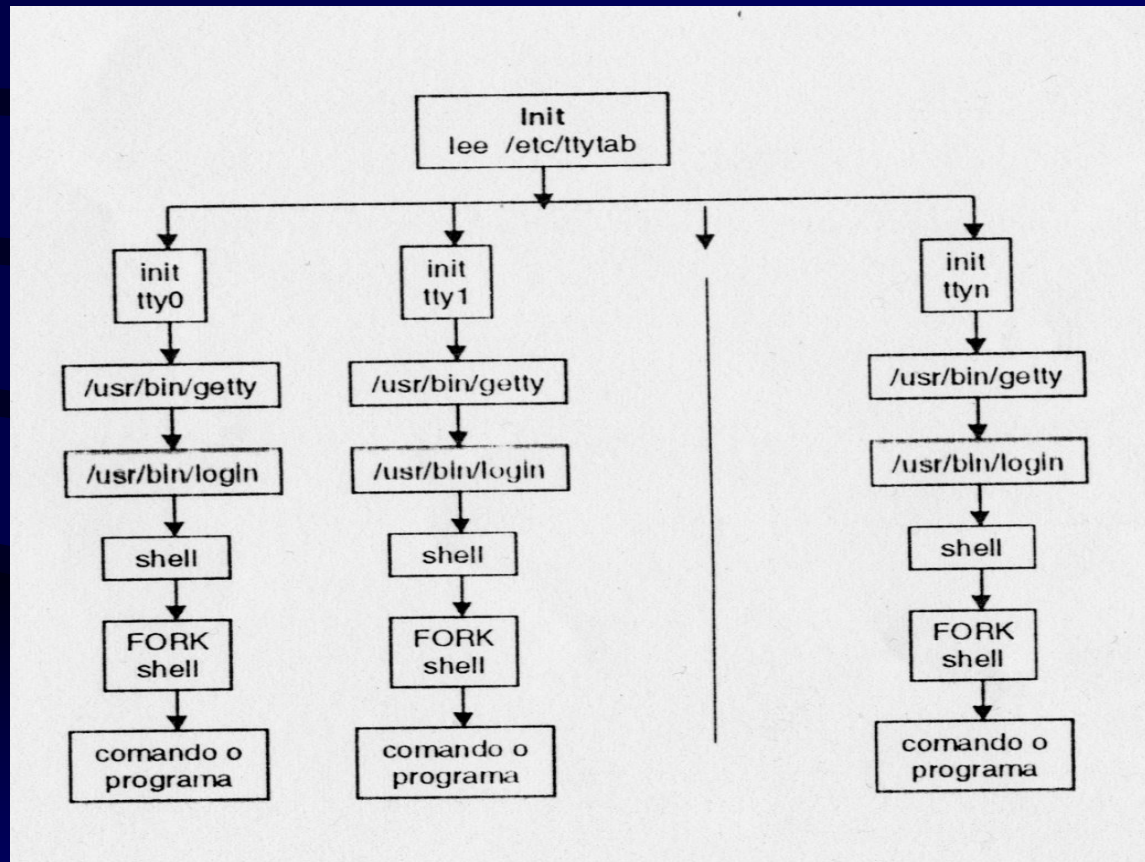 Init
lee /etc/ttytab
init
tty0
/usr/bin/getty
/usr/bin/login
shell
FORK
shell
comando o
programa
init
tty1
/usr/bin/getty
/usr/bin/login
shell
FORK
shell
comando o
programa
init
ttyn
/usr/bin/getty
/usr/bin/login
shell
FORK
shell
comando o
programa